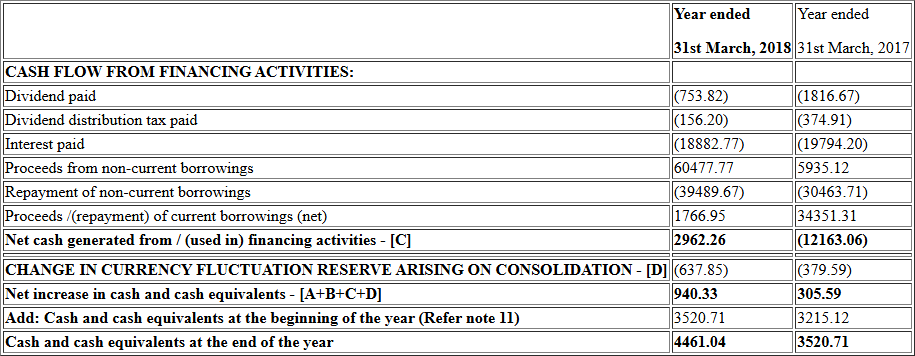 Year ended Year ended
31st March, 2018 31st March, 2017
CASH FLOW FROM FINANCING ACTIVITIES:
Dividend paid (753.82) (1816.67)
Dividend distribution tax paid (156.20) (374.91)
Interest paid (18882.77) (19794.20)
Proceeds from non-current borrowings 60477.77 5935.12
Repayment of non-current borrowings (39489.67) (30463.71)
Proceeds /(repayment) of current borrowings (net) 1766.95 34351.31
Net cash generated from / (used in) financing activities - [C] 2962.26 (12163.06)
CHANGE IN CURRENCY FLUCTUATION RESERVE ARISING ON CONSOLIDATION - [D] (637.85) (379.59)
Net increase in cash and cash equivalents - [A+B+C+D] 940.33 305.59
Add: Cash and cash equivalents at the beginning of the year (Refer note 11) 3520.71 3215.12
Cash and cash equivalents at the end of the year 4461.04 3520.71